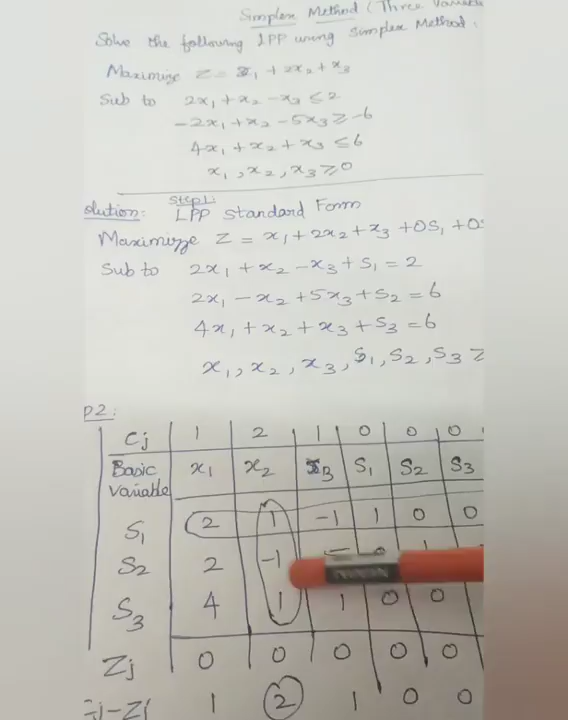 Simplex Method (Three Variab
Solve the following LPP using Simplex Method:
Maximize Z = x₁ + 2x₂ + x₃
Sub to 2x₁ + x₂ - x₃ ≤ 2
-2x₁ + x₂ - 5x₃ ≥ -6
4x₁ + x₂ + x₃ ≤ 6
x₁, x₂, x₃ ≥ 0
olution: Step1:
LPP Standard Form
Maximize Z = x₁ + 2x₂ + x₃ + 0S₁ + 0S
Sub to 2x₁ + x₂ - x₃ + S₁ = 2
2x₁ - x₂ + 5x₃ + S₂ = 6
4x₁ + x₂ + x₃ + S₃ = 6
x₁, x₂, x₃, S₁, S₂, S₃ ≥
p2:
Cj 1 2 1 0 0 0
Basic variable x₁ x₂ x₃ S₁ S₂ S₃
S₁ 2 1 -1 1 0 0
S₂ 2 -1
S₃ 4 1 1 0 0
Zj 0 0 0 0 0
Cj-Zj 1 2 1 0 0